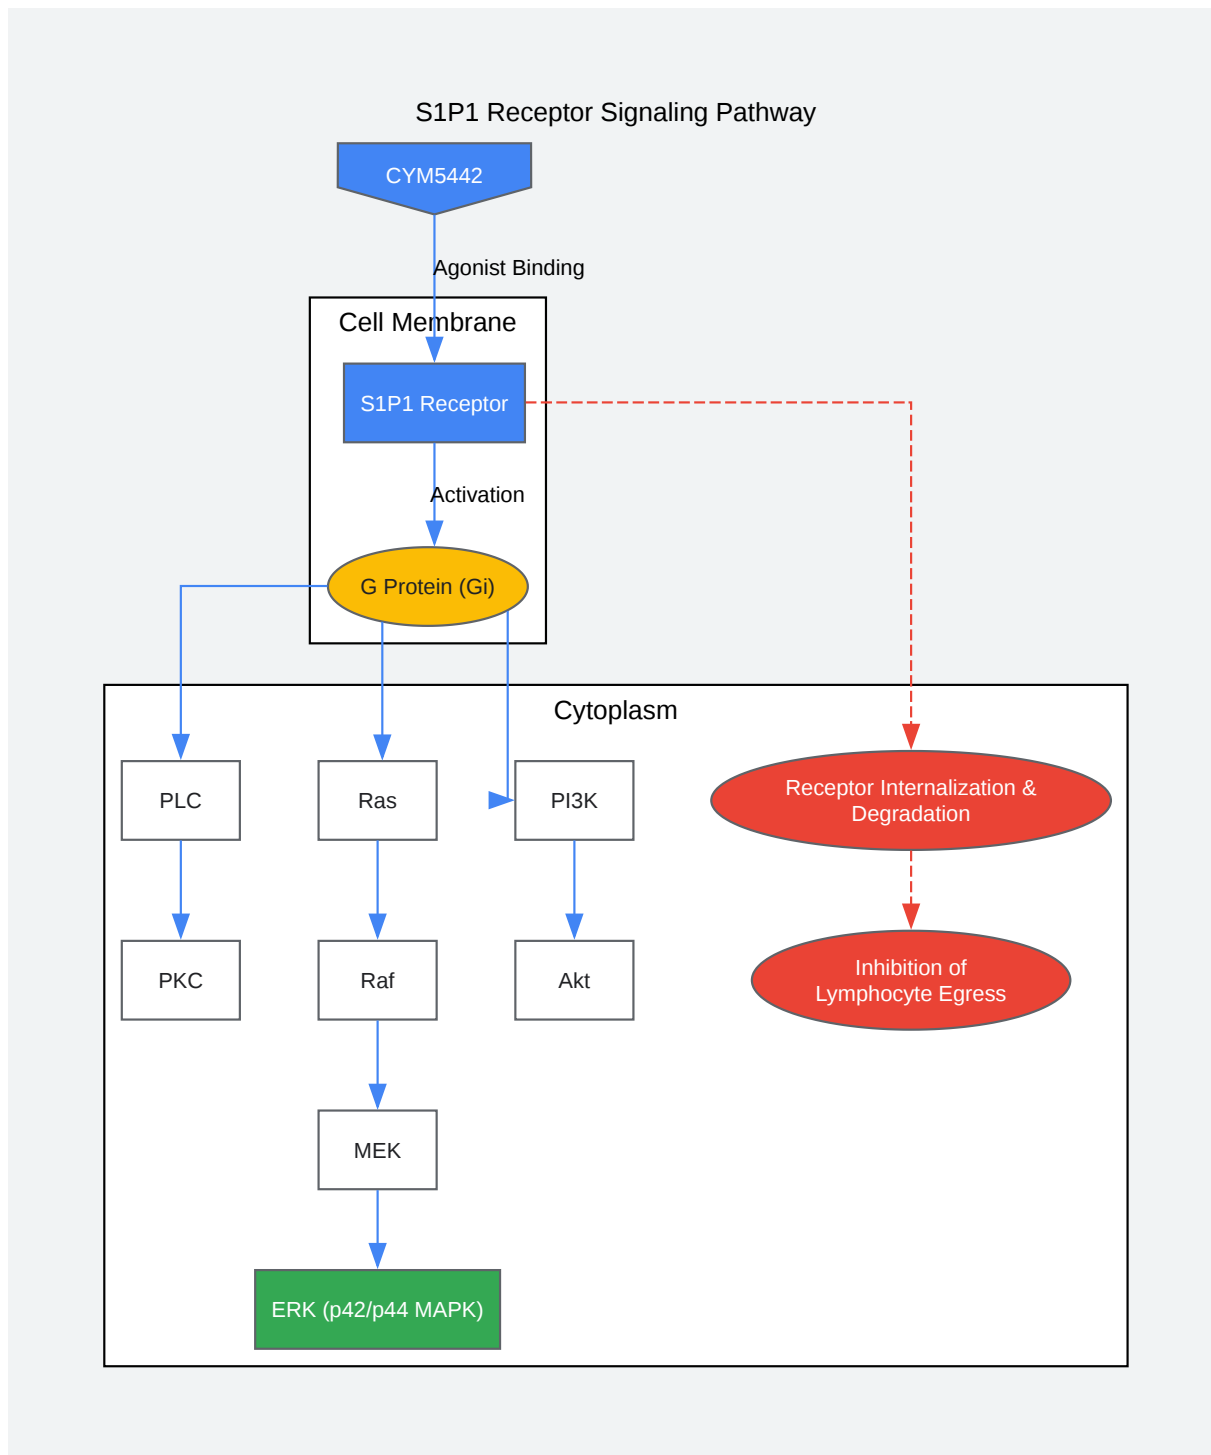 S1P1 Receptor Signaling Pathway
CYM5442
Agonist Binding
Cell Membrane
S1P1 Receptor
Activation
G Protein (Gi)
Cytoplasm
PLC
Ras
PI3K
Receptor Internalization &
Degradation
PKC
Raf
Akt
Inhibition of
Lymphocyte Egress
MEK
ERK (p42/p44 MAPK)